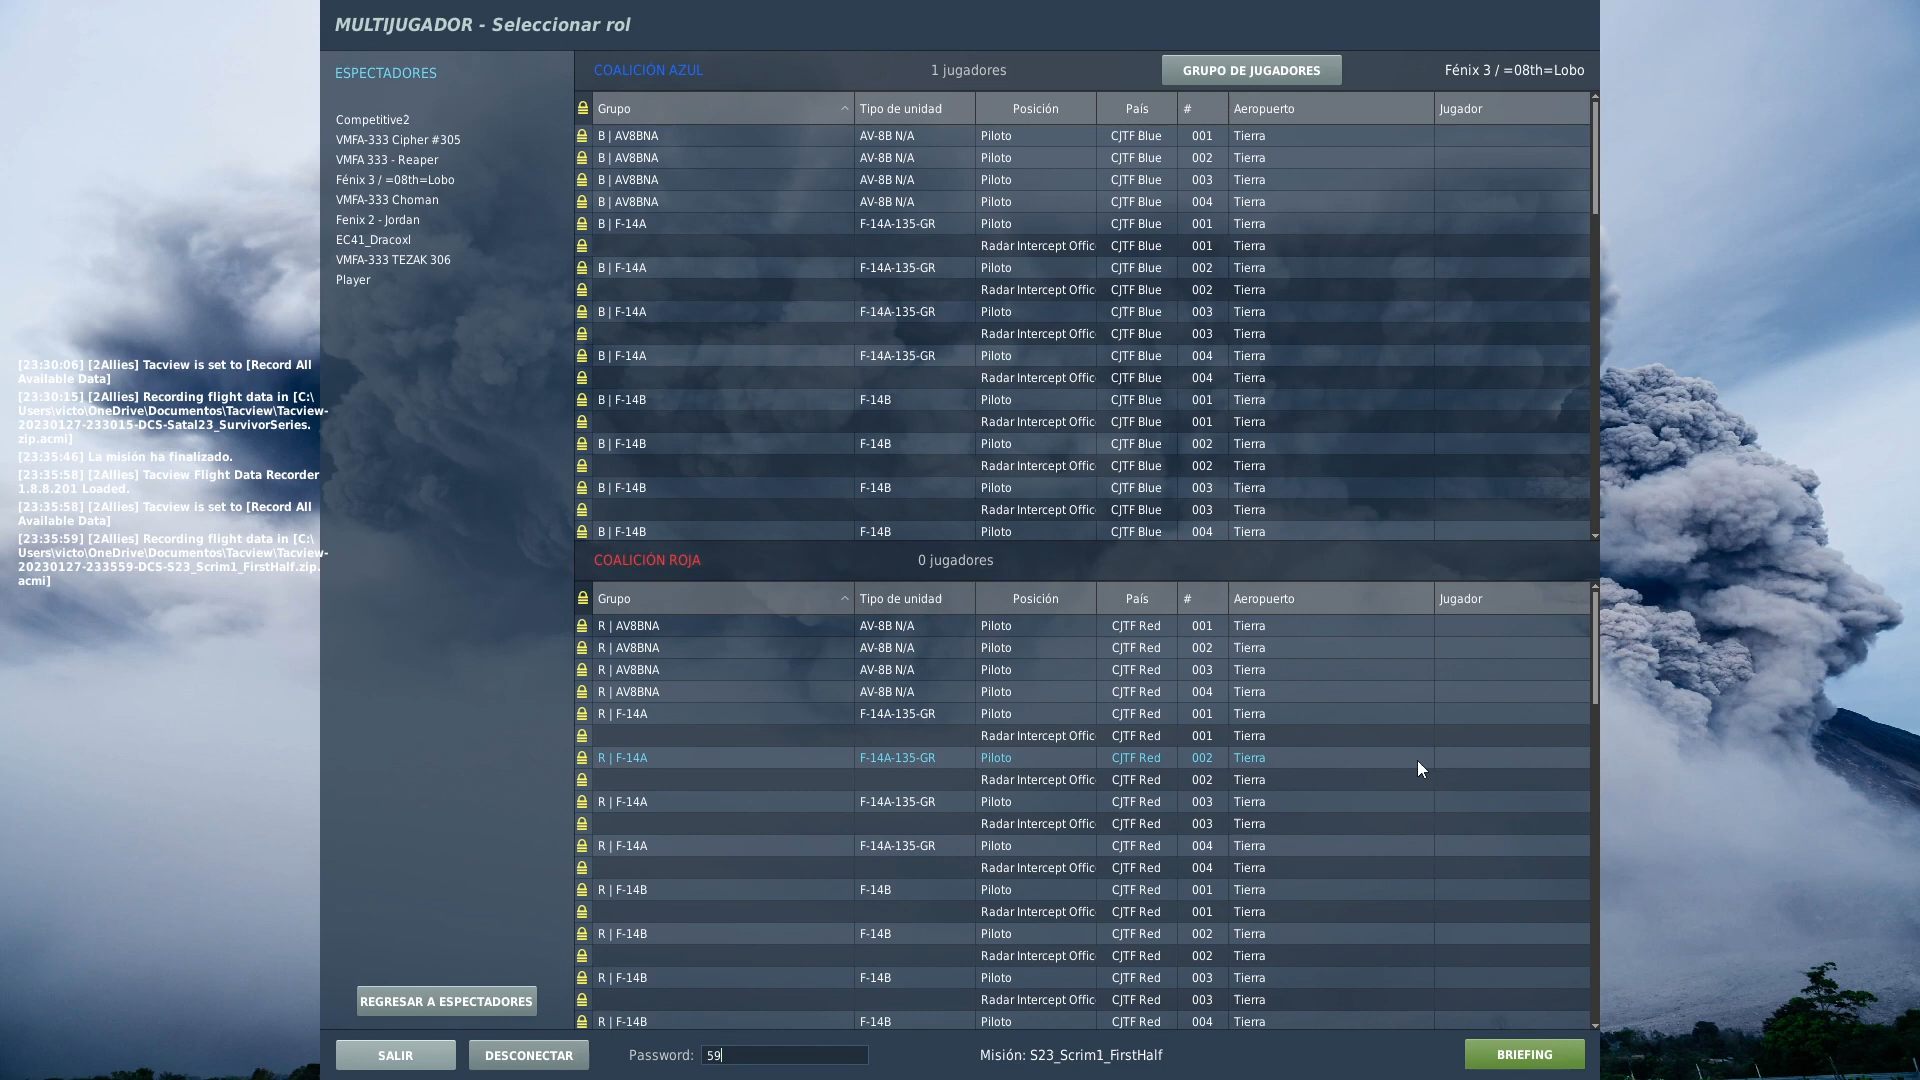 MULTIJUGADOR - Seleccionar rol
ESPECTADORES
Competitive2
VMFA-333 Cipher #305
VMFA 333 - Reaper
Fénix 3 / =08th=Lobo
VMFA-333 Choman
Fenix 2 - Jordan
EC41_Dracoxl
VMFA-333 TEZAK 306
Player
[23:30:06] [2Allies] Tacview is set to [Record All
Available Data]
[23:30:15] [2Allies] Recording flight data in [C:\
Users\victo\OneDrive\Documentos\Tacview\Tacview-
20230127-233015-DCS-Satal23_SurvivorSeries.
zip.acmi]
[23:35:46] La misión ha finalizado.
[23:35:58] [2Allies] Tacview Flight Data Recorder
1.8.8.201 Loaded.
[23:35:58] [2Allies] Tacview is set to [Record All
Available Data]
[23:35:59] [2Allies] Recording flight data in [C:\
Users\victo\OneDrive\Documentos\Tacview\Tacview-
20230127-233559-DCS-S23_Scrim1_FirstHalf.zip.
acmi]
COALICIÓN AZUL 1 jugadores GRUPO DE JUGADORES Fénix 3 / =08th=Lobo
Grupo Tipo de unidad Posición País # Aeropuerto Jugador
B | AV8BNA AV-8B N/A Piloto CJTF Blue 001 Tierra
B | AV8BNA AV-8B N/A Piloto CJTF Blue 002 Tierra
B | AV8BNA AV-8B N/A Piloto CJTF Blue 003 Tierra
B | AV8BNA AV-8B N/A Piloto CJTF Blue 004 Tierra
B | F-14A F-14A-135-GR Piloto CJTF Blue 001 Tierra
Radar Intercept Offic CJTF Blue 001 Tierra
B | F-14A F-14A-135-GR Piloto CJTF Blue 002 Tierra
Radar Intercept Offic CJTF Blue 002 Tierra
B | F-14A F-14A-135-GR Piloto CJTF Blue 003 Tierra
Radar Intercept Offic CJTF Blue 003 Tierra
B | F-14A F-14A-135-GR Piloto CJTF Blue 004 Tierra
Radar Intercept Offic CJTF Blue 004 Tierra
B | F-14B F-14B Piloto CJTF Blue 001 Tierra
Radar Intercept Offic CJTF Blue 001 Tierra
B | F-14B F-14B Piloto CJTF Blue 002 Tierra
Radar Intercept Offic CJTF Blue 002 Tierra
B | F-14B F-14B Piloto CJTF Blue 003 Tierra
Radar Intercept Offic CJTF Blue 003 Tierra
B | F-14B F-14B Piloto CJTF Blue 004 Tierra
COALICIÓN ROJA 0 jugadores
Grupo Tipo de unidad Posición País # Aeropuerto Jugador
R | AV8BNA AV-8B N/A Piloto CJTF Red 001 Tierra
R | AV8BNA AV-8B N/A Piloto CJTF Red 002 Tierra
R | AV8BNA AV-8B N/A Piloto CJTF Red 003 Tierra
R | AV8BNA AV-8B N/A Piloto CJTF Red 004 Tierra
R | F-14A F-14A-135-GR Piloto CJTF Red 001 Tierra
Radar Intercept Offic CJTF Red 001 Tierra
R | F-14A F-14A-135-GR Piloto CJTF Red 002 Tierra
Radar Intercept Offic CJTF Red 002 Tierra
R | F-14A F-14A-135-GR Piloto CJTF Red 003 Tierra
Radar Intercept Offic CJTF Red 003 Tierra
R | F-14A F-14A-135-GR Piloto CJTF Red 004 Tierra
Radar Intercept Offic CJTF Red 004 Tierra
R | F-14B F-14B Piloto CJTF Red 001 Tierra
Radar Intercept Offic CJTF Red 001 Tierra
R | F-14B F-14B Piloto CJTF Red 002 Tierra
Radar Intercept Offic CJTF Red 002 Tierra
R | F-14B F-14B Piloto CJTF Red 003 Tierra
Radar Intercept Offic CJTF Red 003 Tierra
R | F-14B F-14B Piloto CJTF Red 004 Tierra
REGRESAR A ESPECTADORES
SALIR DESCONECTAR Password: 59 Misión: S23_Scrim1_FirstHalf BRIEFING